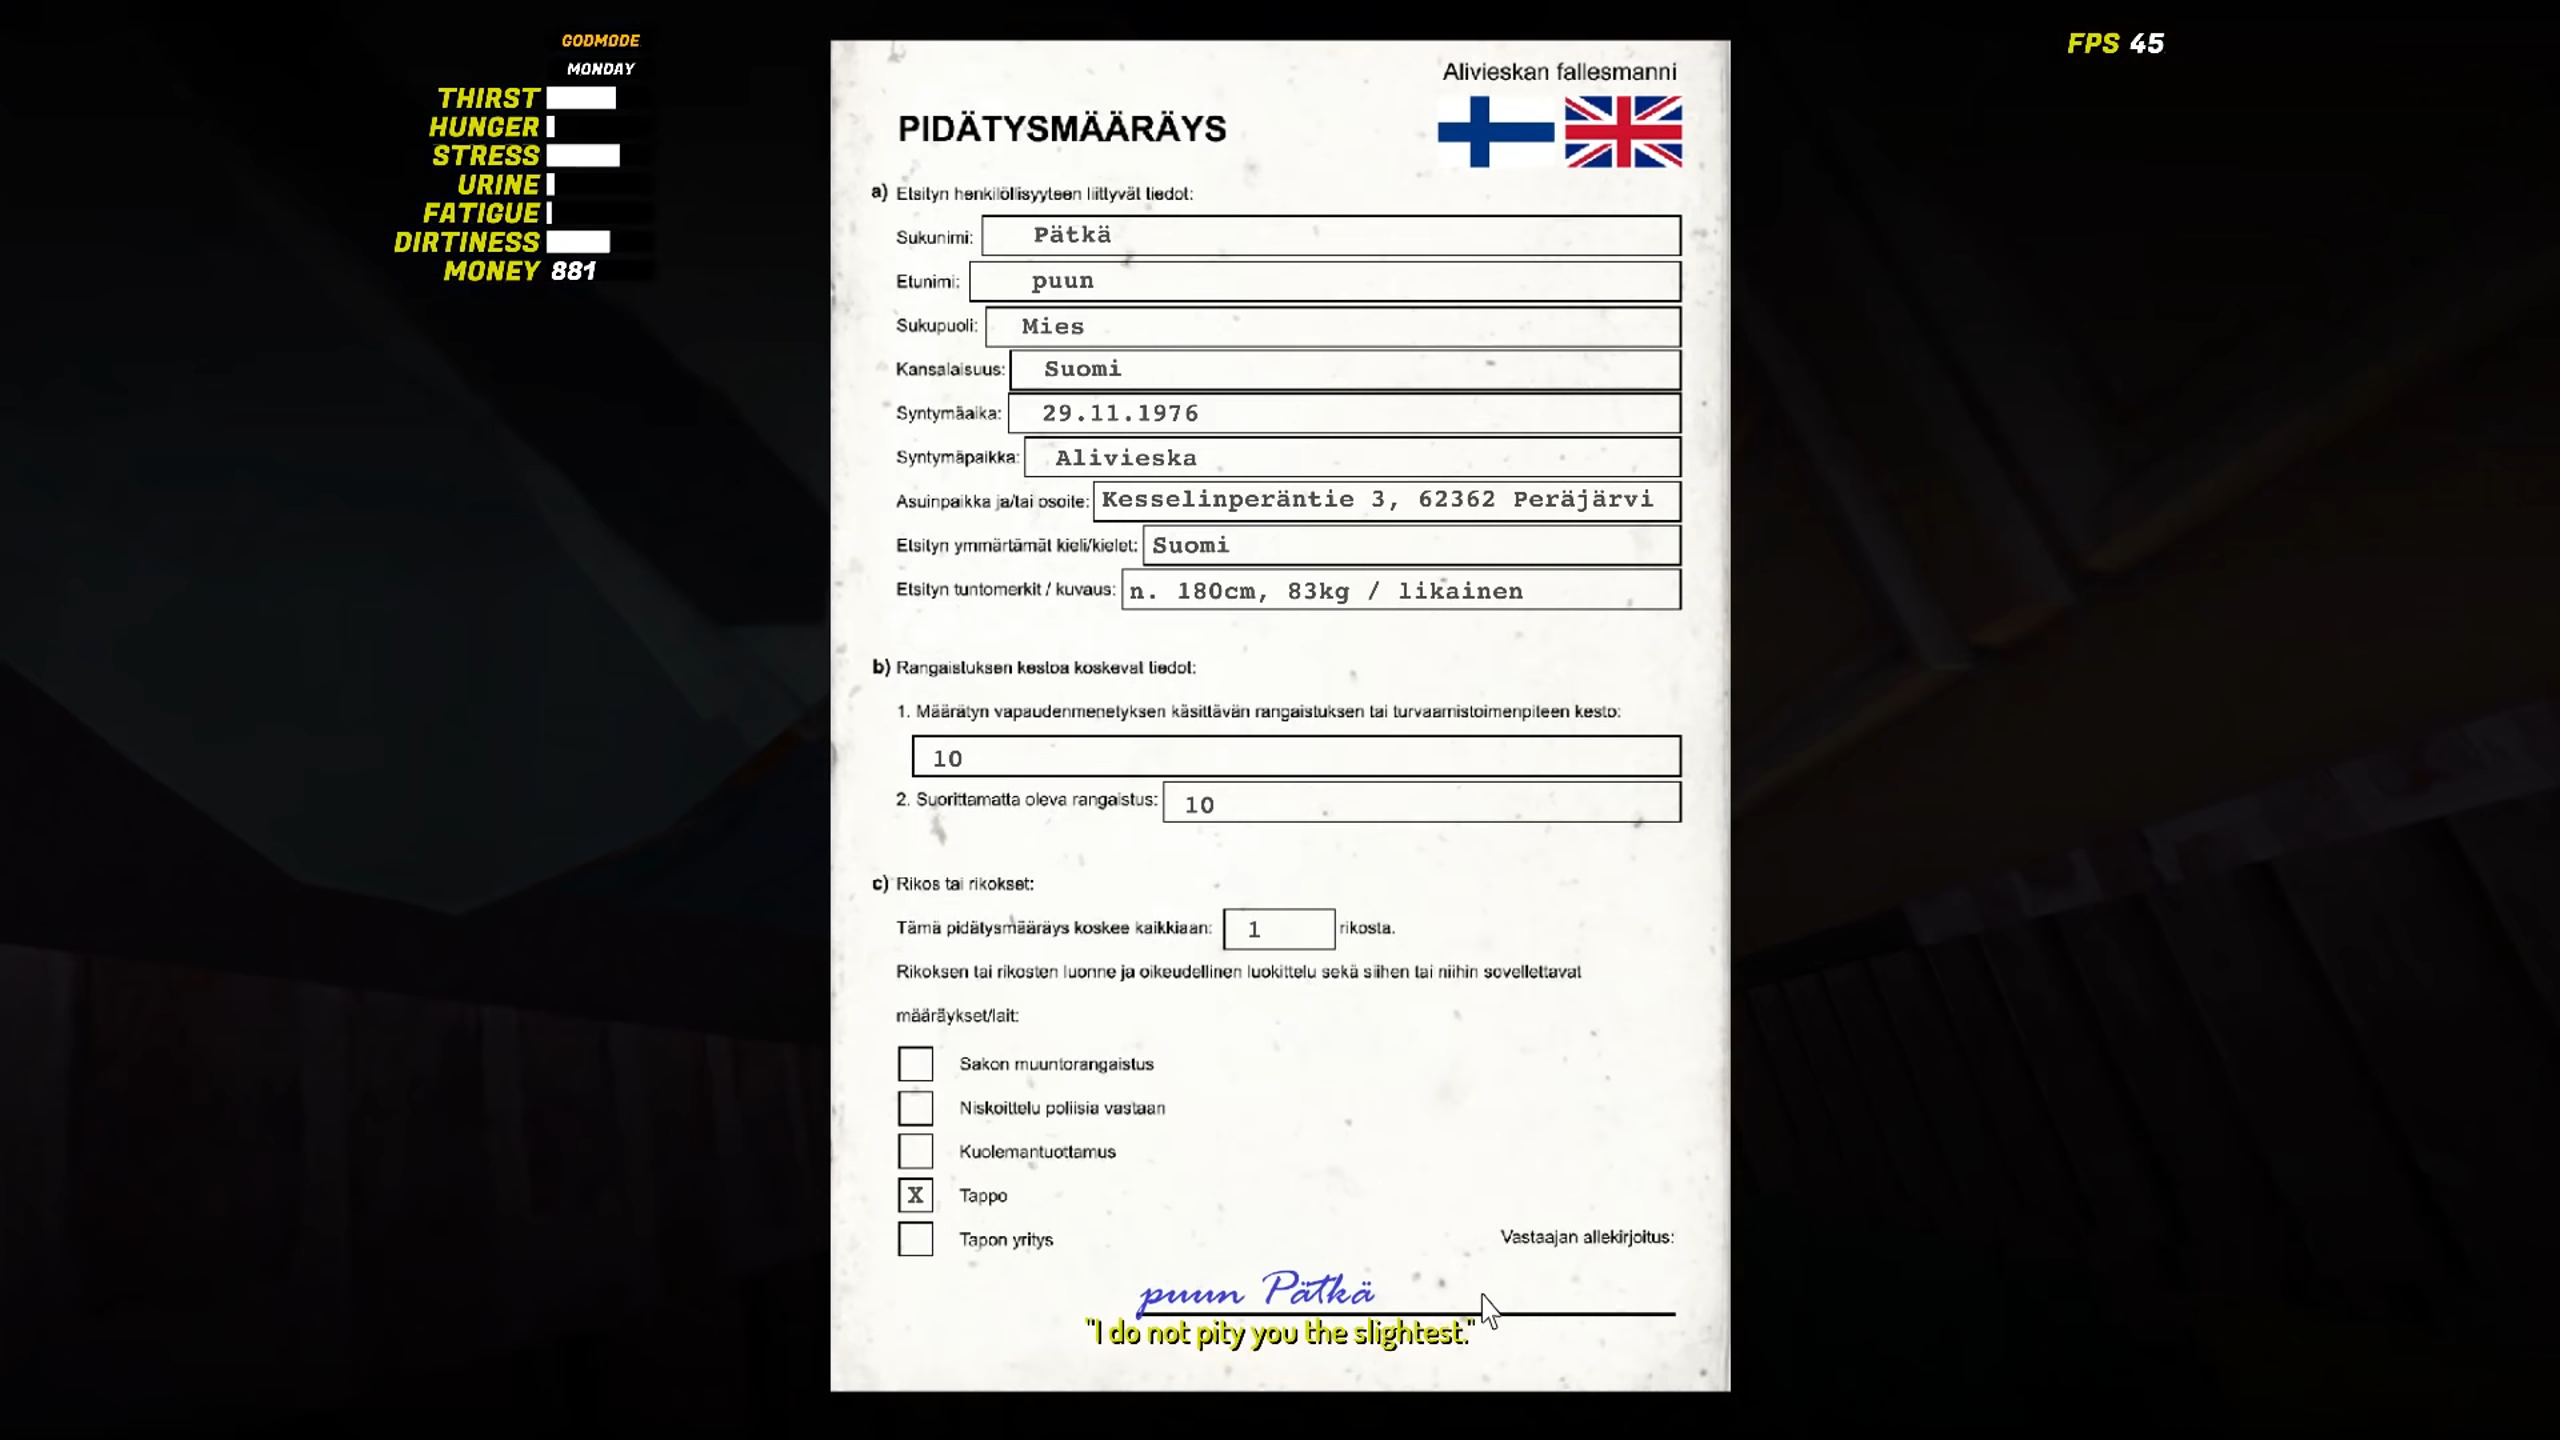 GODMODE
MONDAY
THIRST
HUNGER
STRESS
URINE
FATIGUE
DIRTINESS
MONEY 881
FPS 45
Alivieskan fallesmanni
PIDÄTYSMÄÄRÄYS
a) Etsityn henkilöllisyyteen liittyvät tiedot:
Sukunimi: Pätkä
Etunimi: puun
Sukupuoli: Mies
Kansalaisuus: Suomi
Syntymäaika: 29.11.1976
Syntymäpaikka: Alivieska
Asuinpaikka ja/tai osoite: Kesselinperäntie 3, 62362 Peräjärvi
Etsityn ymmärtämät kieli/kielet: Suomi
Etsityn tuntomerkit / kuvaus: n. 180cm, 83kg / likainen
b) Rangaistuksen kestoa koskevat tiedot:
1. Määrätyn vapaudenmenetyksen käsittävän rangaistuksen tai turvaamistoimenpiteen kesto:
10
2. Suorittamatta oleva rangaistus: 10
c) Rikos tai rikokset:
Tämä pidätysmääräys koskee kaikkiaan: 1 rikosta.
Rikoksen tai rikosten luonne ja oikeudellinen luokittelu sekä siihen tai niihin sovellettavat
määräykset/lait:
Sakon muuntorangaistus
Niskoittelu poliisia vastaan
Kuolemantuottamus
X Tappo
Tapon yritys
Vastaajan allekirjoitus:
puun Pätkä
"I do not pity you the slightest."